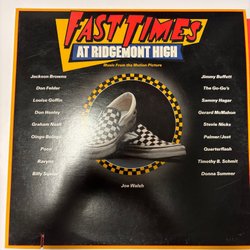 FAST TIMES
AT RIDGEMONT HIGH
Music From the Motion Picture
Jackson Browne
Jimmy Buffett
Don Felder
The Go-Go's
Louise Goffin
Sammy Hagar
Don Henley
Gerard McMahon
Graham Nash
Stevie Nicks
Oingo Boingo
Palmer/Jost
Poco
Quarterflash
Ravyns
Timothy B. Schmit
Billy Squier
Donna Summer
Joe Walsh